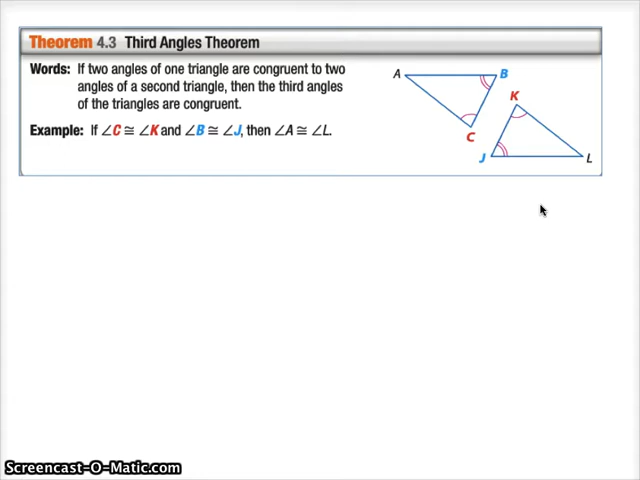 Theorem 4.3 Third Angles Theorem
Words: If two angles of one triangle are congruent to two
angles of a second triangle, then the third angles
of the triangles are congruent.
Example: If ∠C ≅ ∠K and ∠B ≅ ∠J, then ∠A ≅ ∠L.
A
B
K
C
J
L
Screencast-O-Matic.com